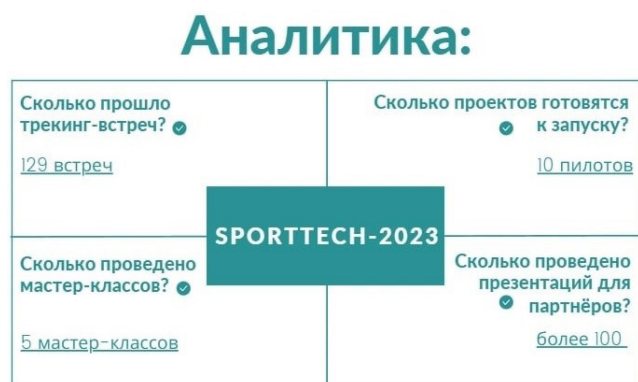 Аналитика:
Сколько прошло
трекинг-встреч?
129 встреч
Сколько проектов готовятся
к запуску?
10 пилотов
SPORTTECH-2023
Сколько проведено
мастер-классов?
5 мастер-классов
Сколько проведено
презентаций для
партнёров?
более 100